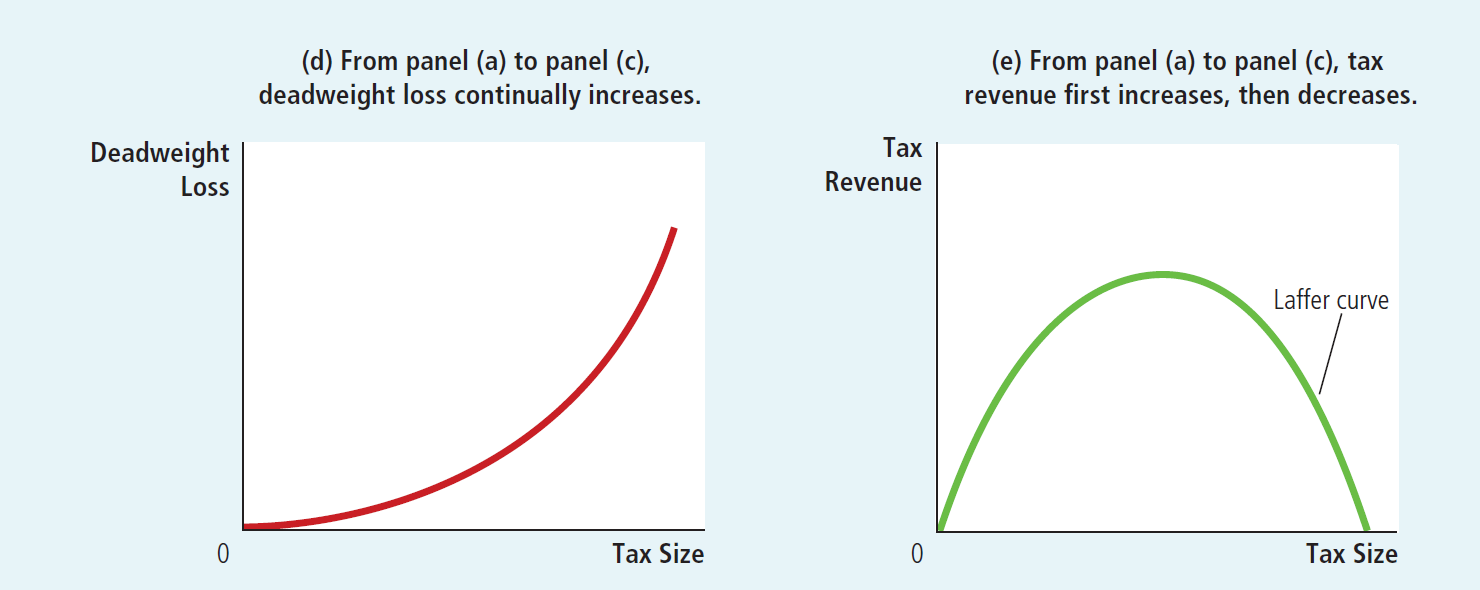 (d) From panel (a) to panel (c),
deadweight loss continually increases.
Deadweight
Loss
0
Tax Size
(e) From panel (a) to panel (c), tax
revenue first increases, then decreases.
Tax
Revenue
Laffer curve
0
Tax Size